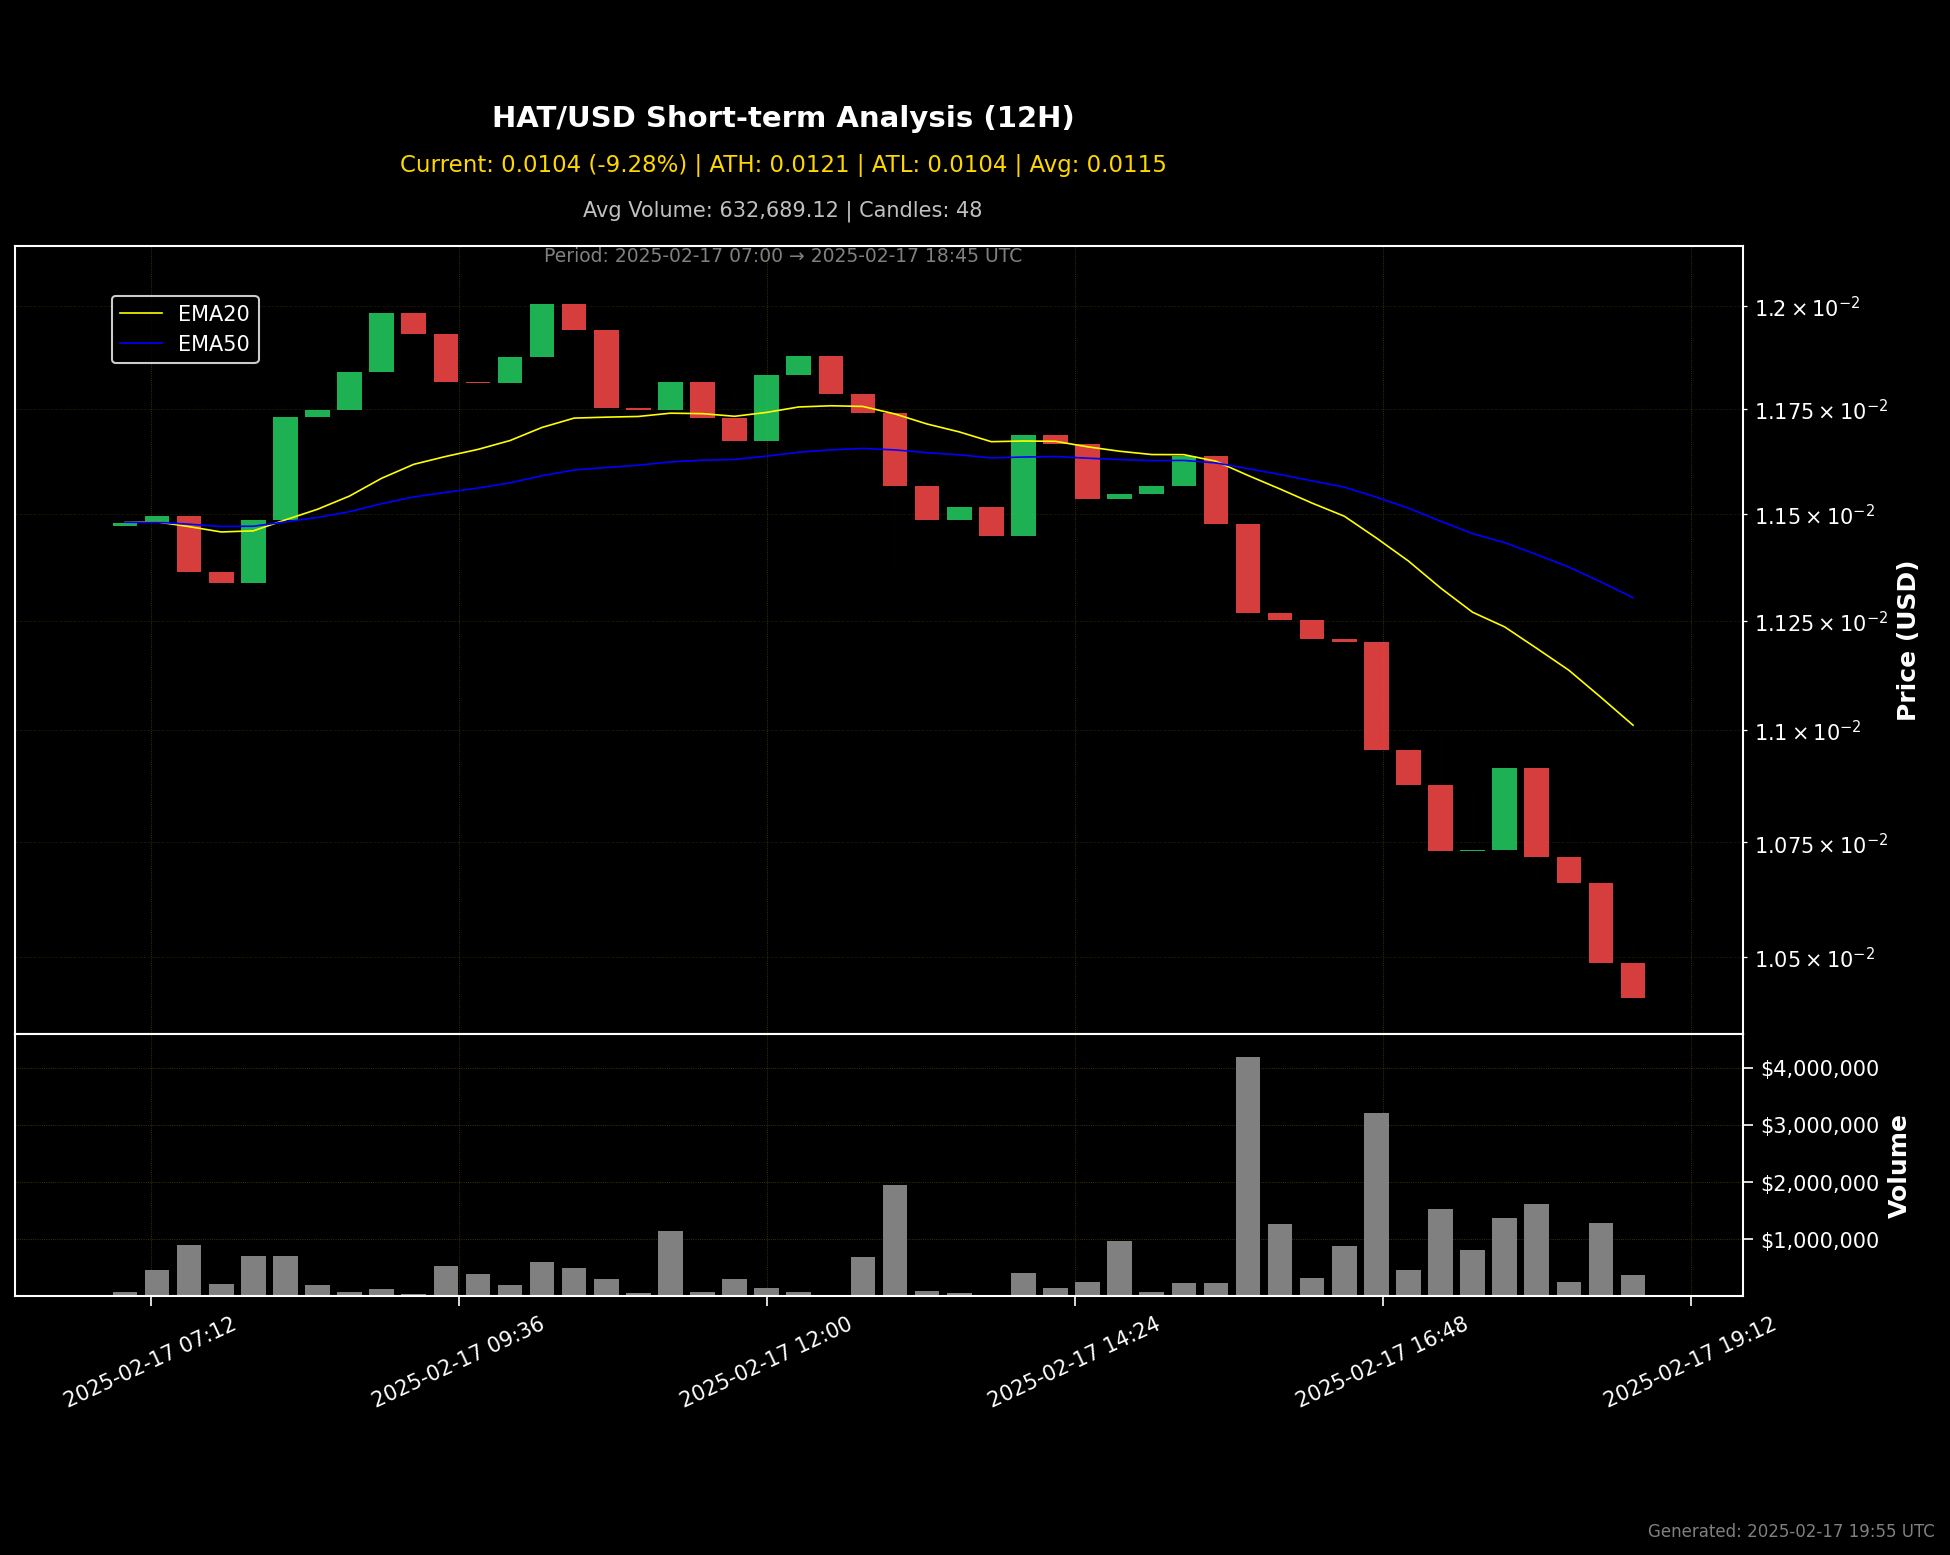 HAT/USD Short-term Analysis (12H)
Current: 0.0104 (-9.28%) | ATH: 0.0121 | ATL: 0.0104 | Avg: 0.0115
Avg Volume: 632,689.12 | Candles: 48
Period: 2025-02-17 07:00 → 2025-02-17 18:45 UTC
EMA20
EMA50
1.2 × 10⁻²
1.175 × 10⁻²
1.15 × 10⁻²
1.125 × 10⁻²
1.1 × 10⁻²
1.075 × 10⁻²
1.05 × 10⁻²
Price (USD)
$4,000,000
$3,000,000
$2,000,000
$1,000,000
Volume
2025-02-17 07:12
2025-02-17 09:36
2025-02-17 12:00
2025-02-17 14:24
2025-02-17 16:48
2025-02-17 19:12
Generated: 2025-02-17 19:55 UTC